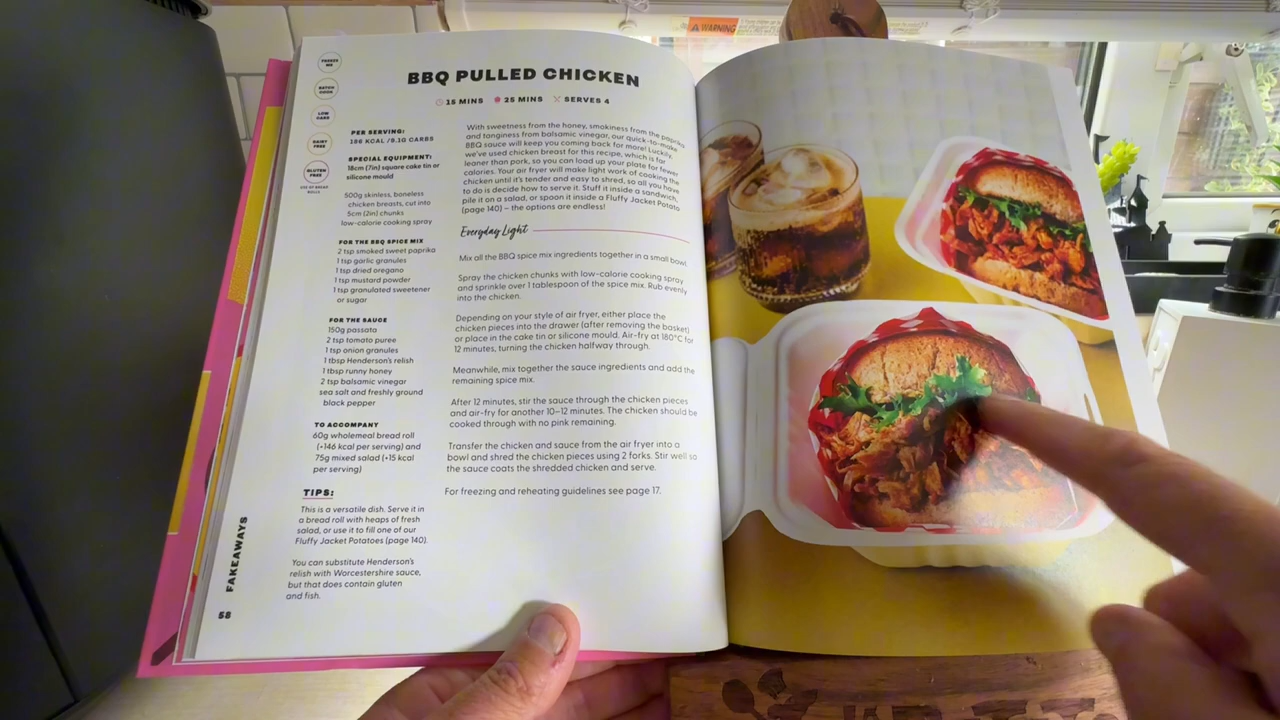 WARNING
FREEZE
ME
BATCH
COOK
LOW
CARB
DAIRY
FREE
GLUTEN
FREE
USE GF BREAD
ROLLS
BBQ PULLED CHICKEN
15 MINS 25 MINS SERVES 4
PER SERVING:
186 KCAL /8.1G CARBS
SPECIAL EQUIPMENT:
18cm (7in) square cake tin or
silicone mould
500g skinless, boneless
chicken breasts, cut into
5cm (2in) chunks
low-calorie cooking spray
FOR THE BBQ SPICE MIX
2 tsp smoked sweet paprika
1 tsp garlic granules
1 tsp dried oregano
1 tsp mustard powder
1 tsp granulated sweetener
or sugar
FOR THE SAUCE
150g passata
2 tbsp tomato puree
1 tsp onion granules
1 tbsp Henderson's relish
1 tbsp runny honey
2 tsp balsamic vinegar
sea salt and freshly ground
black pepper
TO ACCOMPANY
60g wholemeal bread roll
(+146 kcal per serving) and
75g mixed salad (+15 kcal
per serving)
TIPS:
This is a versatile dish. Serve it in
a bread roll with heaps of fresh
salad, or use it to fill one of our
Fluffy Jacket Potatoes (page 140).
You can substitute Henderson's
relish with Worcestershire sauce,
but that does contain gluten
and fish.
With sweetness from the honey, smokiness from the paprika
and tanginess from balsamic vinegar, our quick-to-make
BBQ sauce will keep you coming back for more! Luckily,
we've used chicken breast for this recipe, which is far
leaner than pork, so you can load up your plate for fewer
calories. Your air fryer will make light work of cooking the
chicken until it's tender and easy to shred, so all you have
to do is decide how to serve it. Stuff it inside a sandwich,
pile it on a salad, or spoon it inside a Fluffy Jacket Potato
(page 140) – the options are endless!
Everyday Light
Mix all the BBQ spice mix ingredients together in a small bowl.
Spray the chicken chunks with low-calorie cooking spray
and sprinkle over 1 tablespoon of the spice mix. Rub evenly
into the chicken.
Depending on your style of air fryer, either place the
chicken pieces into the drawer (after removing the basket)
or place in the cake tin or silicone mould. Air-fry at 180°C for
12 minutes, turning the chicken halfway through.
Meanwhile, mix together the sauce ingredients and add the
remaining spice mix.
After 12 minutes, stir the sauce through the chicken pieces
and air-fry for another 10–12 minutes. The chicken should be
cooked through with no pink remaining.
Transfer the chicken and sauce from the air fryer into a
bowl and shred the chicken pieces using 2 forks. Stir well so
the sauce coats the shredded chicken and serve.
For freezing and reheating guidelines see page 17.
FAKEAWAYS
58